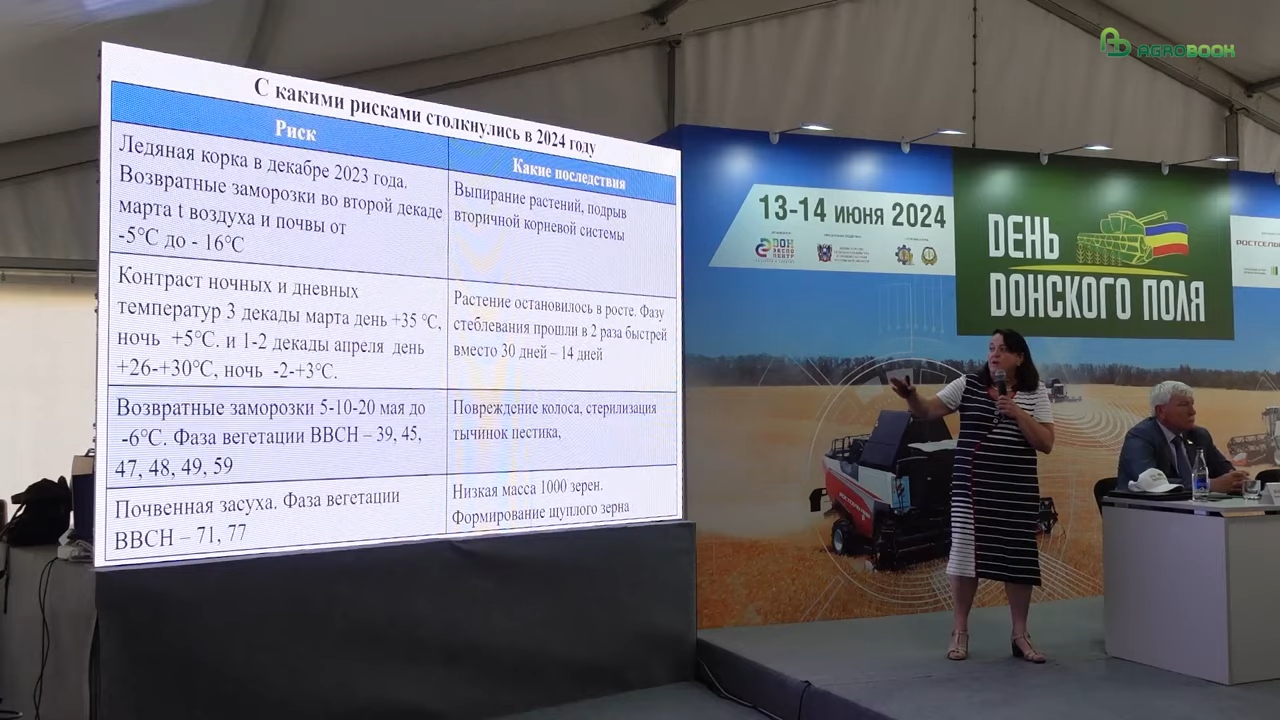 AGROBOOK
С какими рисками столкнулись в 2024 году
Риск
Какие последствия
Ледяная корка в декабре 2023 года.
Возвратные заморозки во второй декаде
марта t воздуха и почвы от
-5°С до - 16°С
Выпирание растений, подрыв
вторичной корневой системы
Контраст ночных и дневных
температур 3 декады марта день +35 °С,
ночь +5°С. и 1-2 декады апреля день
+26-+30°С, ночь -2-+3°С.
Растение остановилось в росте. Фазу
стеблевания прошли в 2 раза быстрей
вместо 30 дней – 14 дней
Возвратные заморозки 5-10-20 мая до
-6°С. Фаза вегетации ВВСН – 39, 45,
47, 48, 49, 59
Повреждение колоса, стерилизация
тычинок пестика,
Почвенная засуха. Фаза вегетации
ВВСН – 71, 77
Низкая масса 1000 зерен.
Формирование щуплого зерна
13-14 июня 2024
ДОН
ЭКСПО
ЦЕНТР
ДЕНЬ
ДОНСКОГО ПОЛЯ